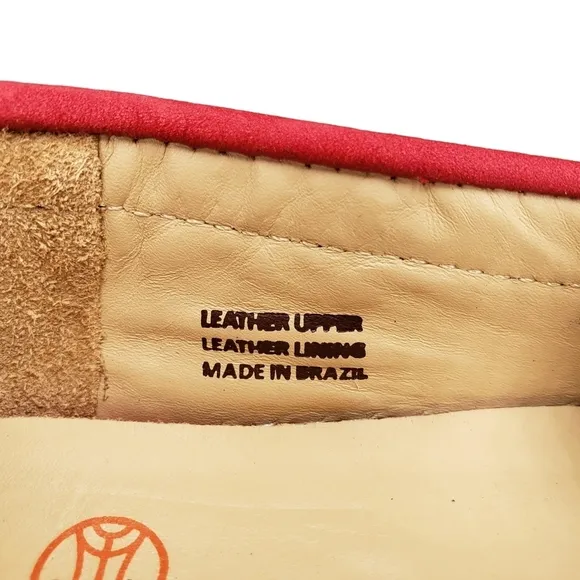 LEATHER UPPER
LEATHER LINING
MADE IN BRAZIL